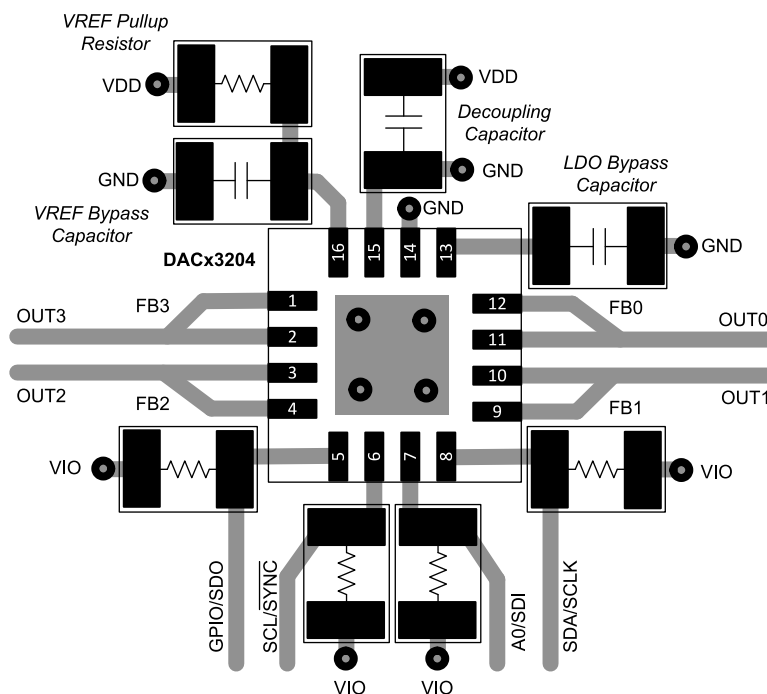 VREF Pullup
Resistor
VDD
VDD
Decoupling
Capacitor
GND
GND
LDO Bypass
Capacitor
VREF Bypass
Capacitor
GND
GND
DACx3204
16
15
14
13
FB3
1
12
FB0
OUT3
2
11
OUT0
OUT2
3
10
OUT1
FB2
4
9
FB1
VIO
5
6
7
8
VIO
GPIO/SDO
SCL/SYNC
A0/SDI
SDA/SCLK
VIO
VIO